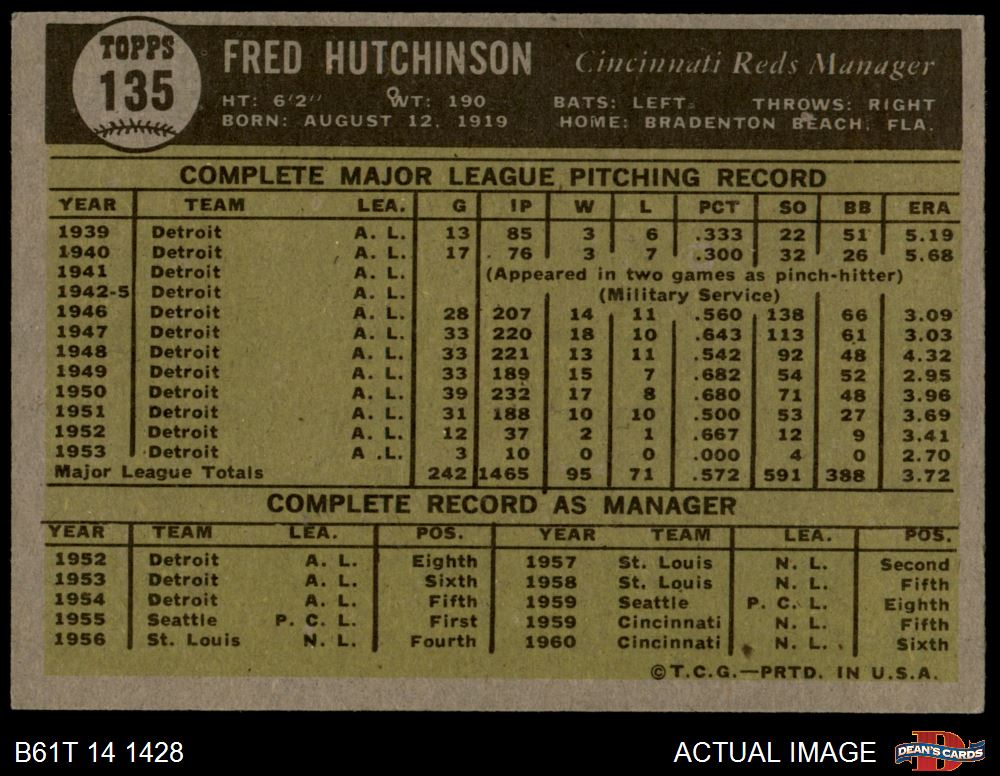 TOPPS
135
FRED HUTCHINSON Cincinnati Reds Manager
HT: 6'2" WT: 190 BATS: LEFT THROWS: RIGHT
BORN: AUGUST 12, 1919 HOME: BRADENTON BEACH, FLA.
COMPLETE MAJOR LEAGUE PITCHING RECORD
YEAR TEAM LEA. G IP W L PCT SO BB ERA
1939 Detroit A. L. 13 85 3 6 .333 22 51 5.19
1940 Detroit A. L. 17 76 3 7 .300 32 26 5.68
1941 Detroit A. L. (Appeared in two games as pinch-hitter)
1942-5 Detroit A. L. (Military Service)
1946 Detroit A. L. 28 207 14 11 .560 138 66 3.09
1947 Detroit A. L. 33 220 18 10 .643 113 61 3.03
1948 Detroit A. L. 33 221 13 11 .542 92 48 4.32
1949 Detroit A. L. 33 189 15 7 .682 54 52 2.95
1950 Detroit A. L. 39 232 17 8 .680 71 48 3.96
1951 Detroit A. L. 31 188 10 10 .500 53 27 3.69
1952 Detroit A. L. 12 37 2 1 .667 12 9 3.41
1953 Detroit A .L. 3 10 0 0 .000 4 0 2.70
Major League Totals 242 1465 95 71 .572 591 388 3.72
COMPLETE RECORD AS MANAGER
YEAR TEAM LEA. POS. YEAR TEAM LEA. POS.
1952 Detroit A. L. Eighth 1957 St. Louis N. L. Second
1953 Detroit A. L. Sixth 1958 St. Louis N. L. Fifth
1954 Detroit A. L. Fifth 1959 Seattle P. C. L. Eighth
1955 Seattle P. C. L. First 1959 Cincinnati N. L. Fifth
1956 St. Louis N. L. Fourth 1960 Cincinnati N. L. Sixth
©T.C.G.—PRTD. IN U.S.A.
B61T 14 1428 ACTUAL IMAGE DEAN'S CARDS